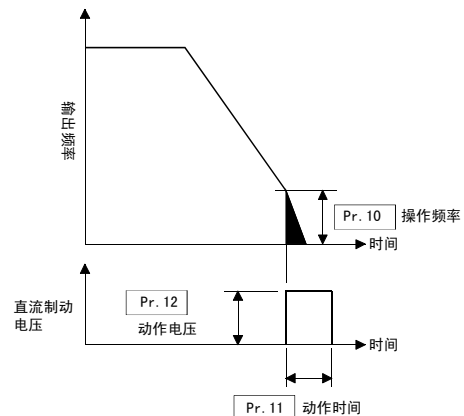 输出频率
Pr.10 操作频率
时间
直流制动
电压
Pr.12
动作电压
时间
Pr.11 动作时间